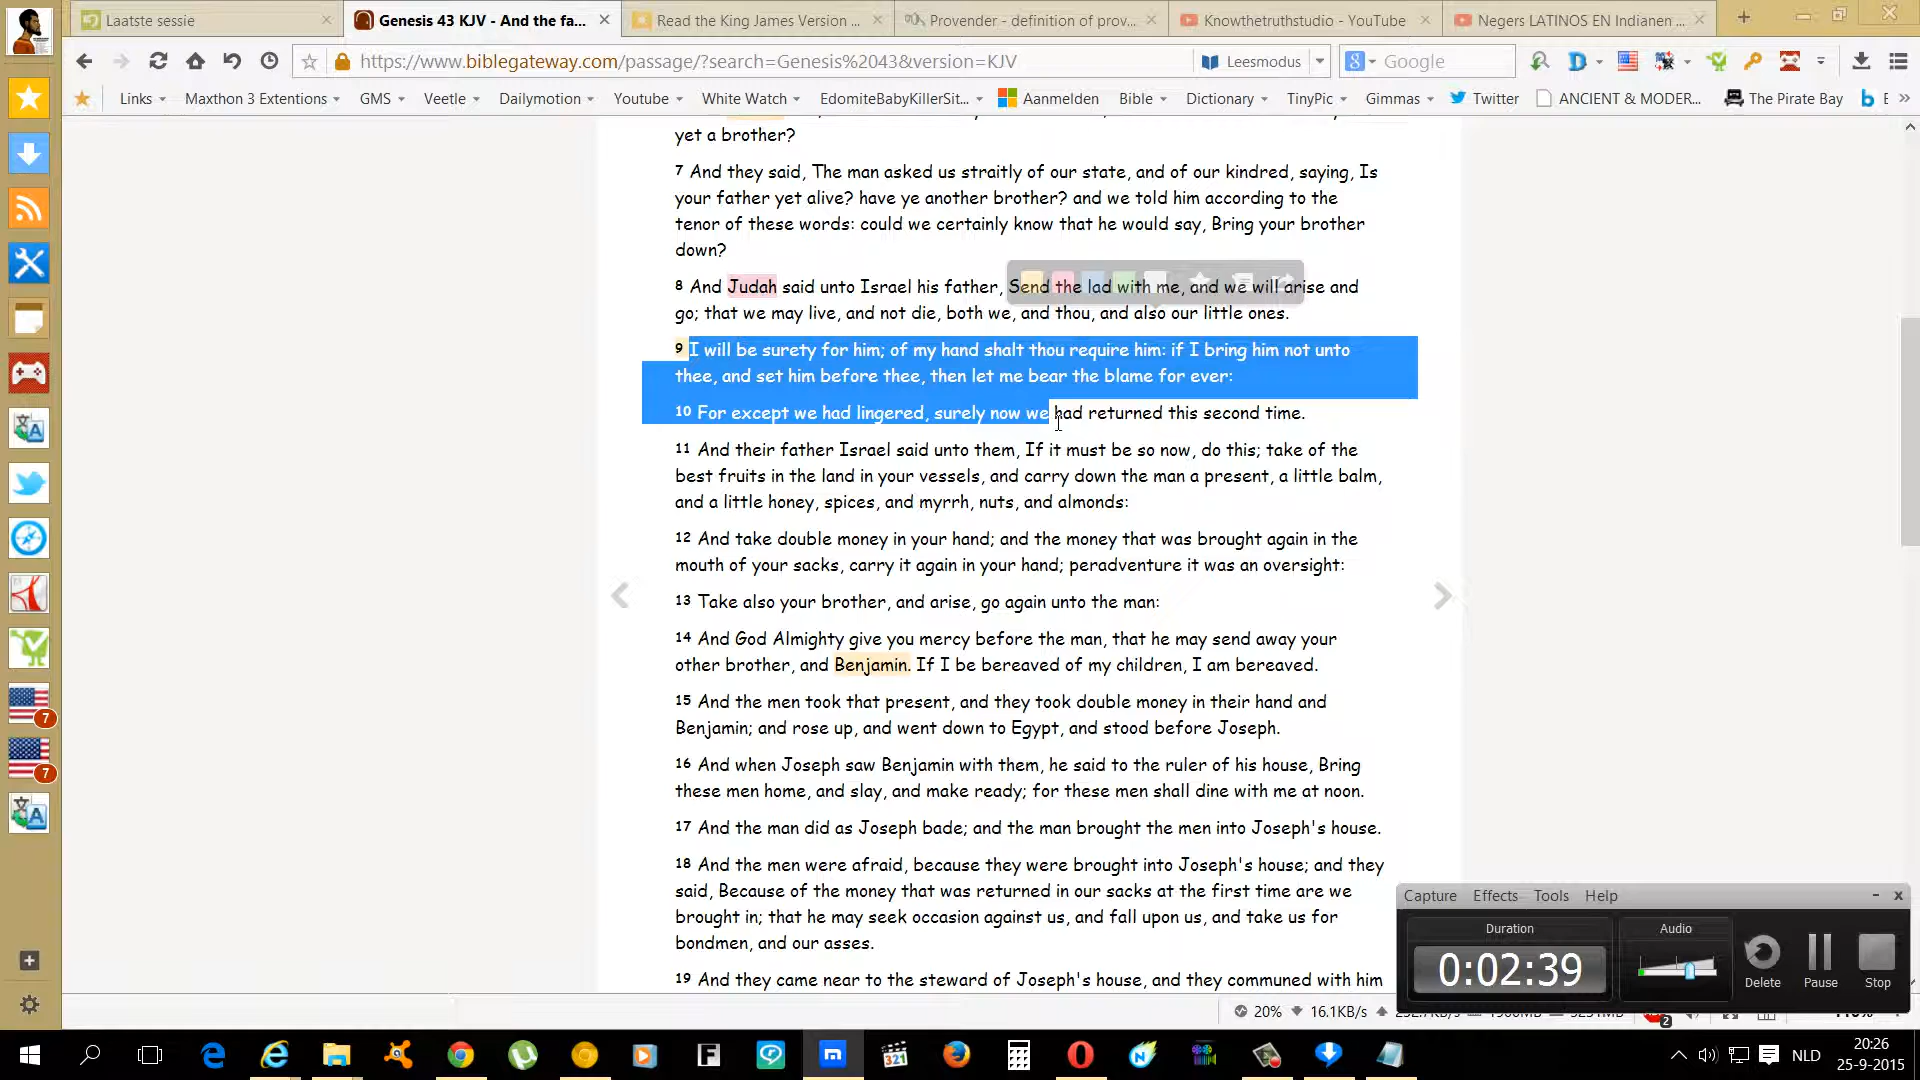 Laatste sessie
Genesis 43 KJV - And the fa...
Read the King James Version ...
Provender - definition of prov...
Knowthetruthstudio - YouTube
Negers LATINOS EN Indianen ...
https://www.biblegateway.com/passage/?search=Genesis%2043&version=KJV
Leesmodus
Google
Links
Maxthon 3 Extentions
GMS
Veetle
Dailymotion
Youtube
White Watch
EdomiteBabyKillerSit...
Aanmelden
Bible
Dictionary
TinyPic
Gimmas
Twitter
ANCIENT & MODER...
The Pirate Bay
yet a brother?
7 And they said, The man asked us straitly of our state, and of our kindred, saying, Is
your father yet alive? have ye another brother? and we told him according to the
tenor of these words: could we certainly know that he would say, Bring your brother
down?
8 And Judah said unto Israel his father, Send the lad with me, and we will arise and
go; that we may live, and not die, both we, and thou, and also our little ones.
9 I will be surety for him; of my hand shalt thou require him: if I bring him not unto
thee, and set him before thee, then let me bear the blame for ever:
10 For except we had lingered, surely now we had returned this second time.
11 And their father Israel said unto them, If it must be so now, do this; take of the
best fruits in the land in your vessels, and carry down the man a present, a little balm,
and a little honey, spices, and myrrh, nuts, and almonds:
12 And take double money in your hand; and the money that was brought again in the
mouth of your sacks, carry it again in your hand; peradventure it was an oversight:
13 Take also your brother, and arise, go again unto the man:
14 And God Almighty give you mercy before the man, that he may send away your
other brother, and Benjamin. If I be bereaved of my children, I am bereaved.
15 And the men took that present, and they took double money in their hand and
Benjamin; and rose up, and went down to Egypt, and stood before Joseph.
16 And when Joseph saw Benjamin with them, he said to the ruler of his house, Bring
these men home, and slay, and make ready; for these men shall dine with me at noon.
17 And the man did as Joseph bade; and the man brought the men into Joseph's house.
18 And the men were afraid, because they were brought into Joseph's house; and they
said, Because of the money that was returned in our sacks at the first time are we
brought in; that he may seek occasion against us, and fall upon us, and take us for
bondmen, and our asses.
19 And they came near to the steward of Joseph's house, and they communed with him
7
7
Capture Effects Tools Help
Duration
Audio
0:02:39
Delete
Pause
Stop
20%
16.1KB/s
2
321
NLD
20:26
25-9-2015